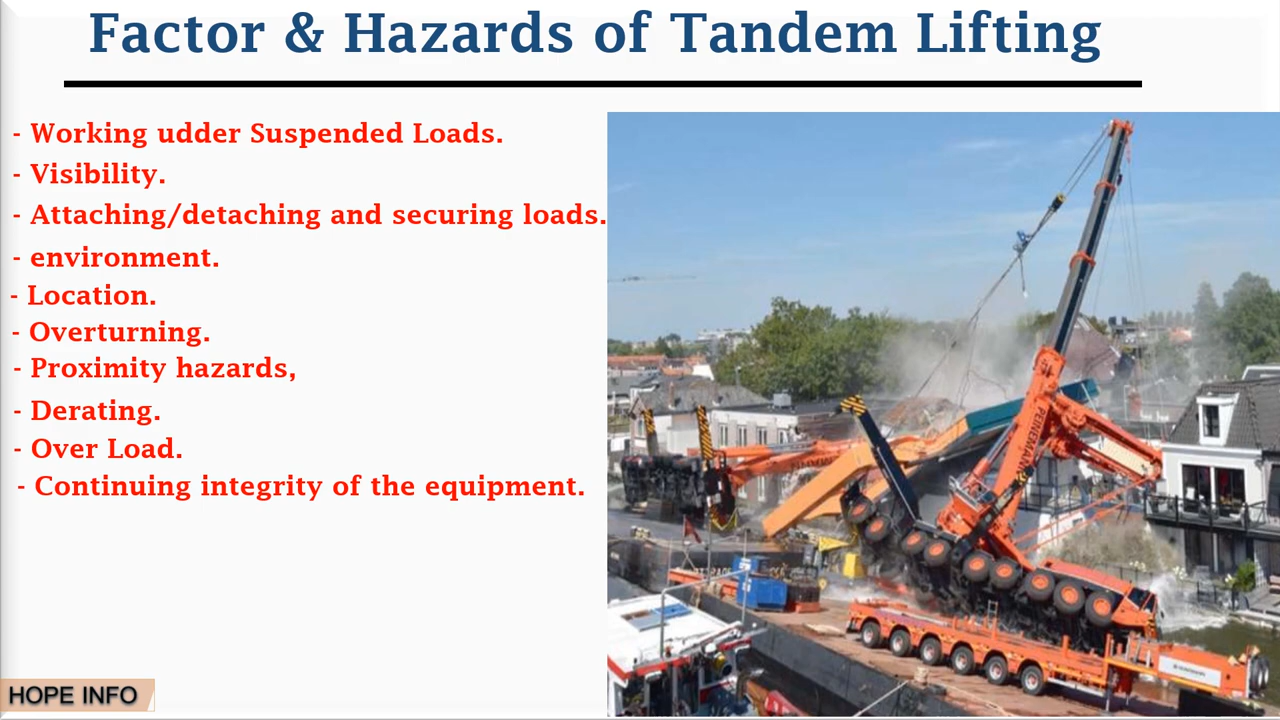 Factor & Hazards of Tandem Lifting
- Working udder Suspended Loads.
- Visibility.
- Attaching/detaching and securing loads.
- environment.
- Location.
- Overturning.
- Proximity hazards,
- Derating.
- Over Load.
- Continuing integrity of the equipment.
PEINEMANN
HOPE INFO